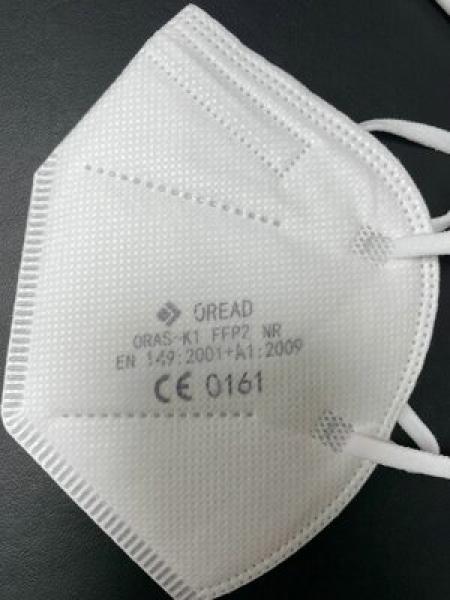 OREAD
ORAS-K1 FFP2 NR
EN 149:2001+A1:2009
CE 0161